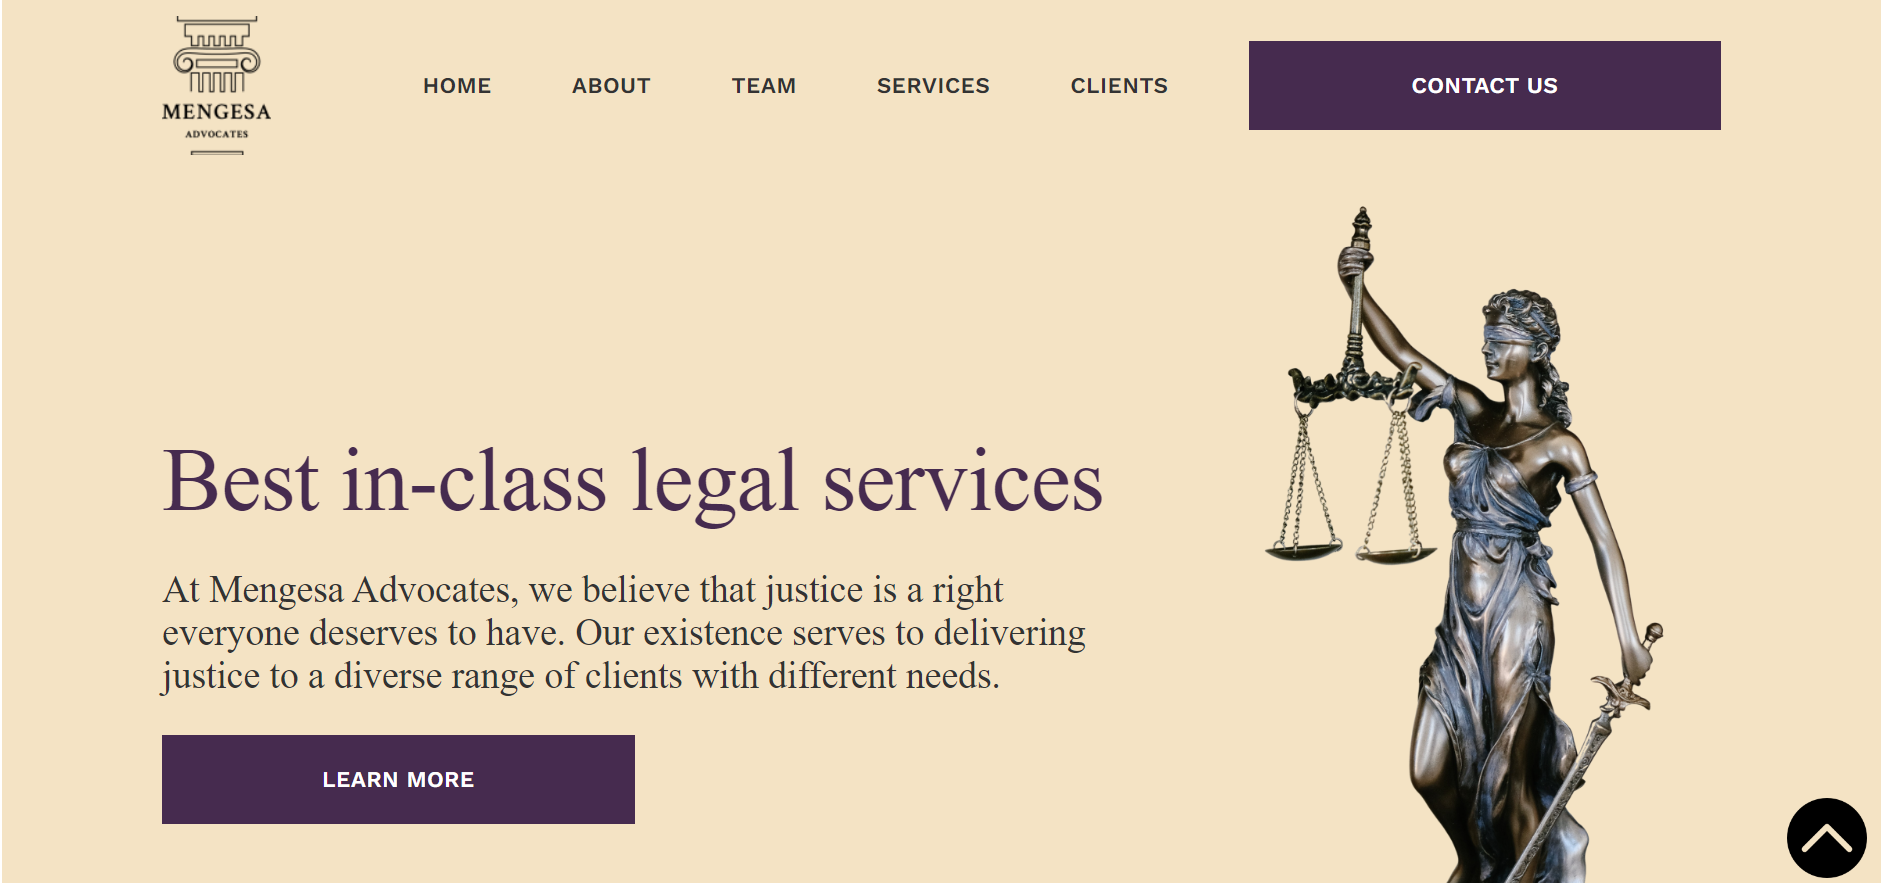 MENGESA
ADVOCATES
HOME
ABOUT
TEAM
SERVICES
CLIENTS
CONTACT US
Best in-class legal services
At Mengesa Advocates, we believe that justice is a right
everyone deserves to have. Our existence serves to delivering
justice to a diverse range of clients with different needs.
LEARN MORE